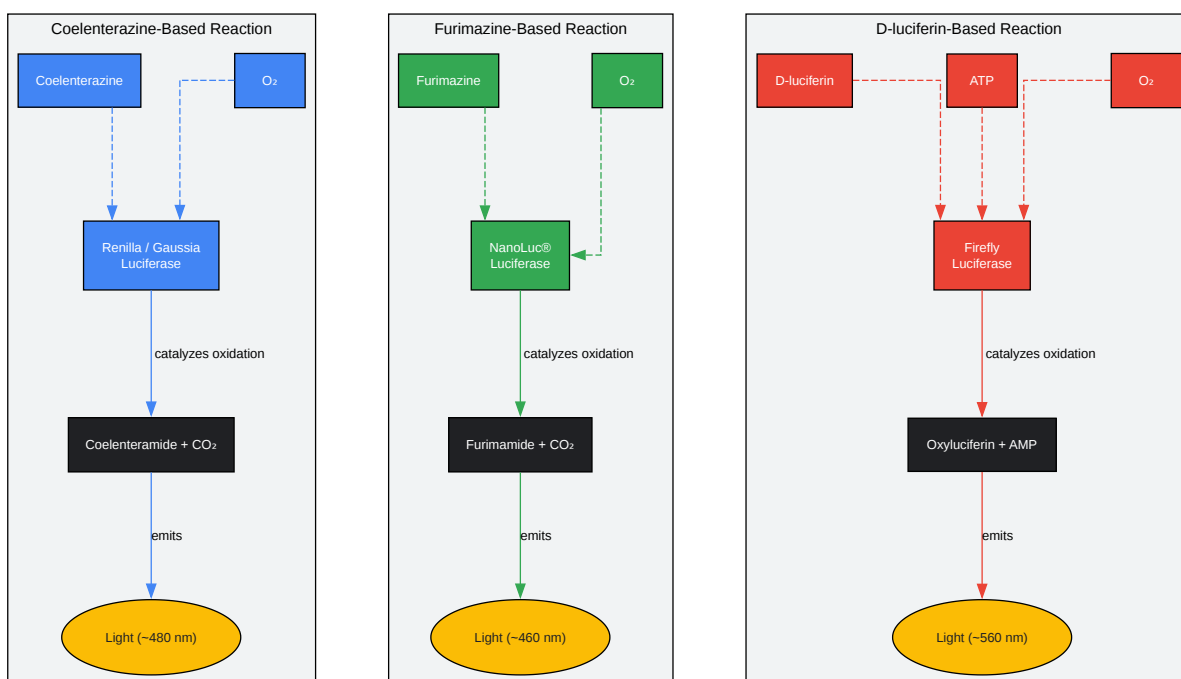 Coelenterazine-Based Reaction
Coelenterazine
O₂
Renilla / Gaussia
Luciferase
catalyzes oxidation
Coelenteramide + CO₂
emits
Light (~480 nm)
Furimazine-Based Reaction
Furimazine
O₂
NanoLuc®
Luciferase
catalyzes oxidation
Furimamide + CO₂
emits
Light (~460 nm)
D-luciferin-Based Reaction
D-luciferin
ATP
O₂
Firefly
Luciferase
catalyzes oxidation
Oxyluciferin + AMP
emits
Light (~560 nm)